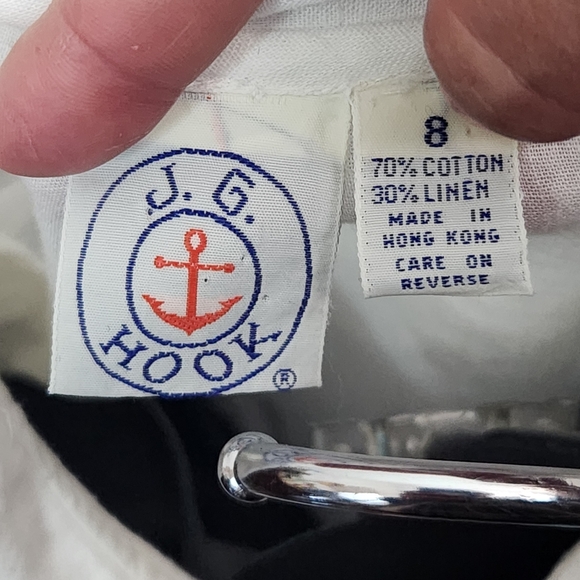 J. G.
HOOK
®
8
70% COTTON
30% LINEN
MADE IN
HONG KONG
CARE ON
REVERSE